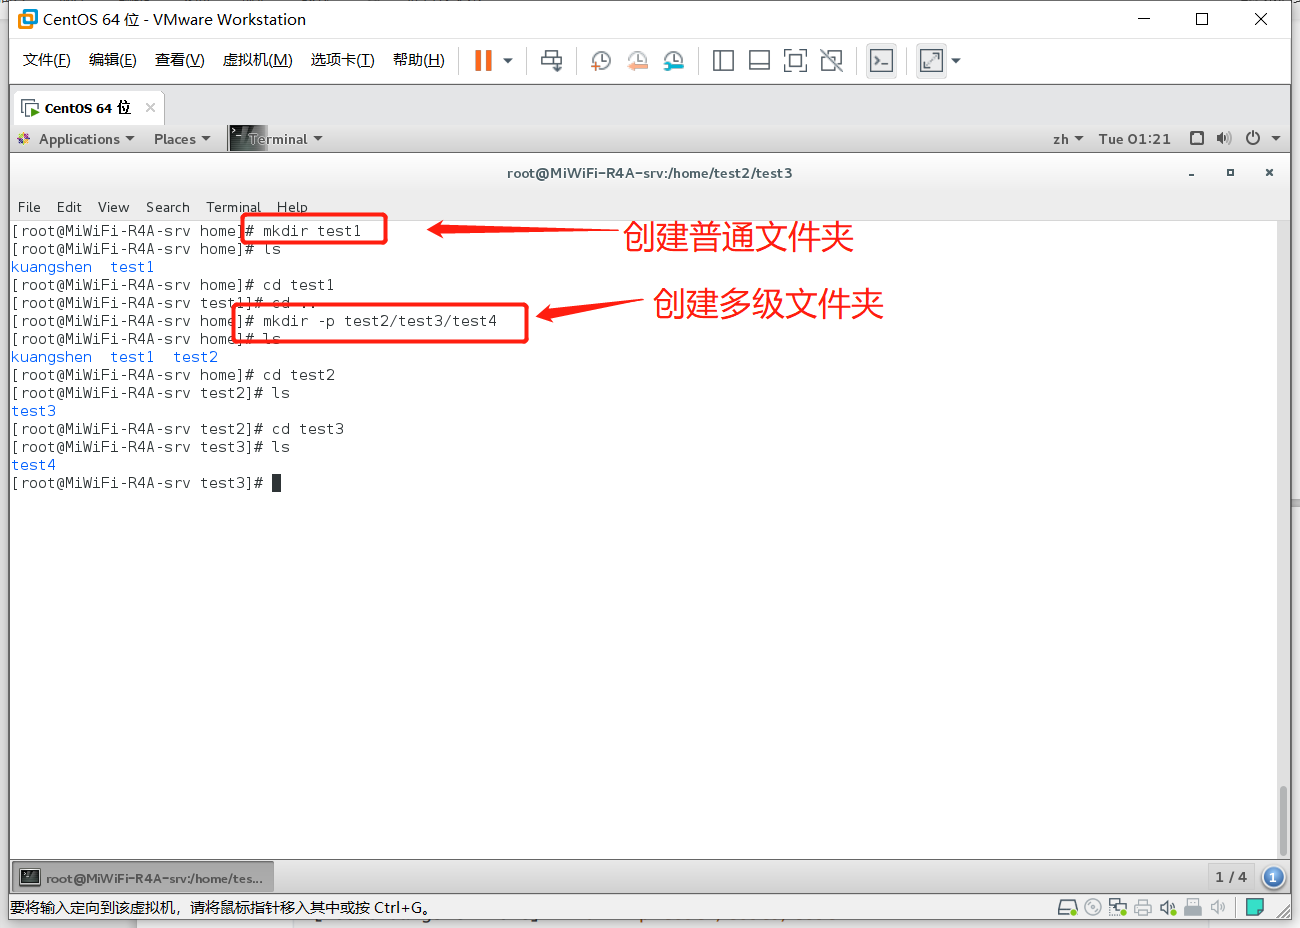 CentOS 64 位 - VMware Workstation
文件(F) 编辑(E) 查看(V) 虚拟机(M) 选项卡(T) 帮助(H)
CentOS 64 位
Applications Places Terminal zh Tue 01:21
root@MiWiFi-R4A-srv:/home/test2/test3
File Edit View Search Terminal Help
[root@MiWiFi-R4A-srv home]# mkdir test1
创建普通文件夹
[root@MiWiFi-R4A-srv home]# ls
kuangshen test1
[root@MiWiFi-R4A-srv home]# cd test1
[root@MiWiFi-R4A-srv test1]# cd ..
创建多级文件夹
[root@MiWiFi-R4A-srv home]# mkdir -p test2/test3/test4
[root@MiWiFi-R4A-srv home]# ls
kuangshen test1 test2
[root@MiWiFi-R4A-srv home]# cd test2
[root@MiWiFi-R4A-srv test2]# ls
test3
[root@MiWiFi-R4A-srv test2]# cd test3
[root@MiWiFi-R4A-srv test3]# ls
test4
[root@MiWiFi-R4A-srv test3]#
root@MiWiFi-R4A-srv:/home/tes... 1 / 4 1
要将输入定向到该虚拟机，请将鼠标指针移入其中或按 Ctrl+G。